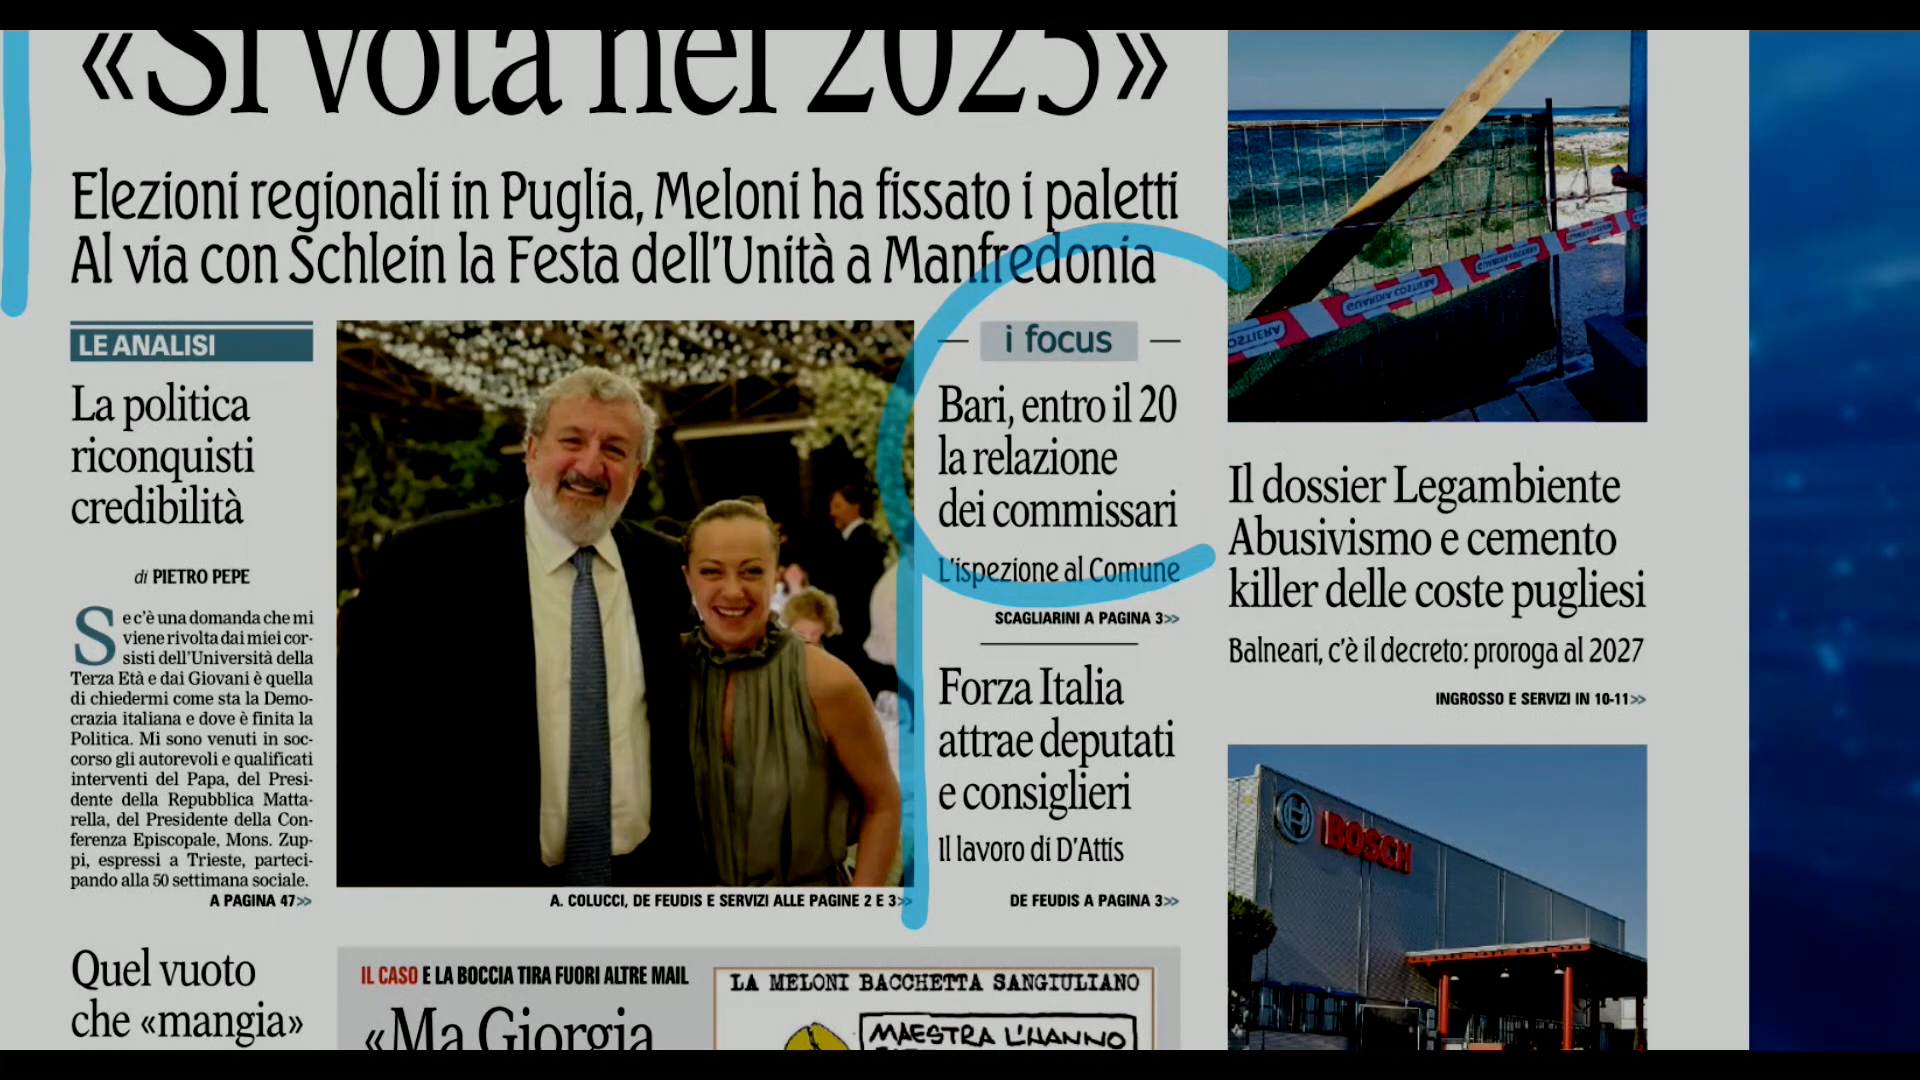 «Si vota nel 2025»
Elezioni regionali in Puglia, Meloni ha fissato i paletti
Al via con Schlein la Festa dell'Unità a Manfredonia
LE ANALISI
La politica
riconquisti
credibilità
di PIETRO PEPE
Se c'è una domanda che mi
viene rivolta dai miei cor-
sisti dell'Università della
Terza Età e dai Giovani è quella
di chiedermi come sta la Demo-
crazia italiana e dove è finita la
Politica. Mi sono venuti in soc-
corso gli autorevoli e qualificati
interventi del Papa, del Presi-
dente della Repubblica Matta-
rella, del Presidente della Con-
ferenza Episcopale, Mons. Zup-
pi, espressi a Trieste, parteci-
pando alla 50 settimana sociale.
A PAGINA 47>>
Quel vuoto
che «mangia»
A. COLUCCI, DE FEUDIS E SERVIZI ALLE PAGINE 2 E 3>>
i focus
Bari, entro il 20
la relazione
dei commissari
L'ispezione al Comune
SCAGLIARINI A PAGINA 3>>
Forza Italia
attrae deputati
e consiglieri
Il lavoro di D'Attis
DE FEUDIS A PAGINA 3>>
IL CASO E LA BOCCIA TIRA FUORI ALTRE MAIL
«Ma Giorgia
LA MELONI BACCHETTA SANGIULIANO
MAESTRA L'HANNO
OSTIERA
GUARDIA COSTIERA
Il dossier Legambiente
Abusivismo e cemento
killer delle coste pugliesi
Balneari, c'è il decreto: proroga al 2027
INGROSSO E SERVIZI IN 10-11>>
BOSCH